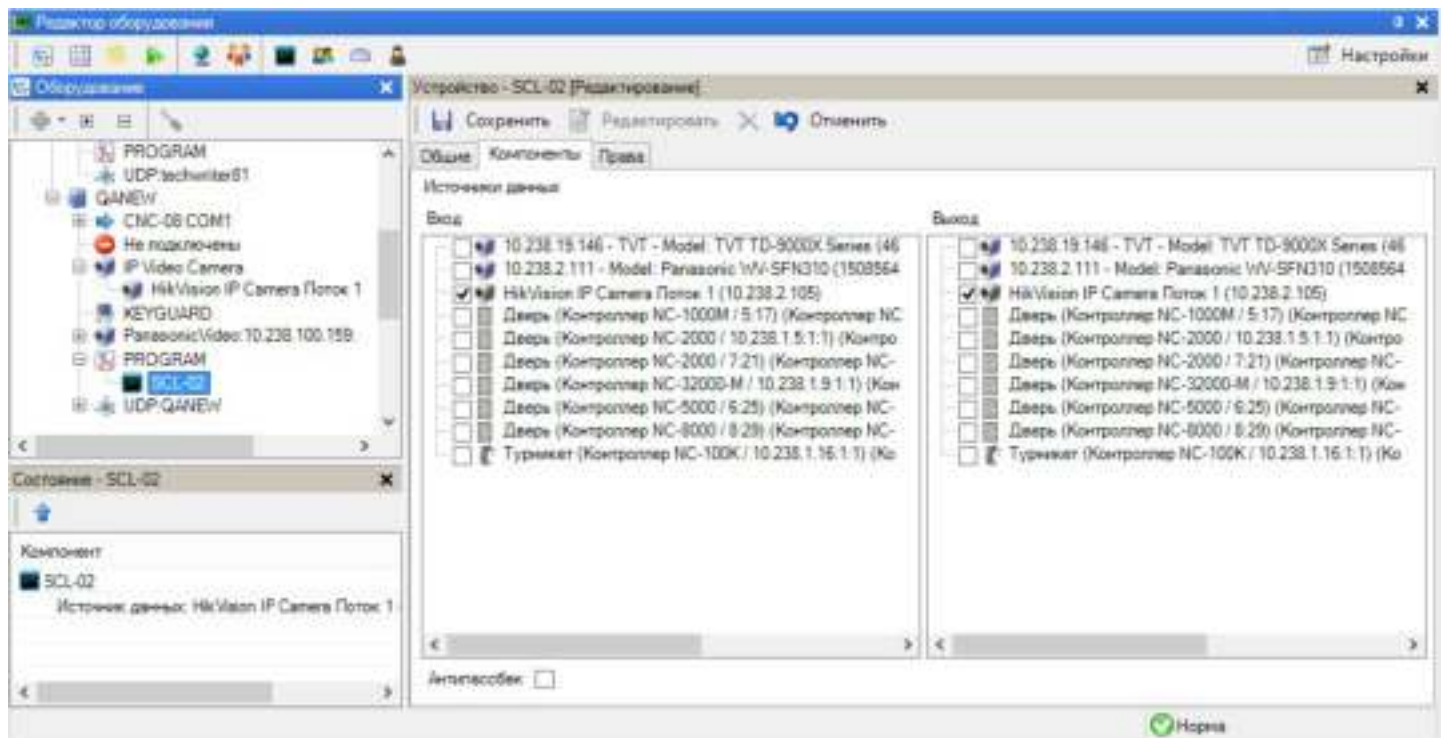 Редактор оборудования
Настройки
Оборудование
PROGRAM
UDP:techwriter81
QANEW
CNC-08:COM1
Не подключены
IP Video Camera
HikVision IP Camera Поток 1
KEYGUARD
PanasonicVideo:10.238.100.159:
PROGRAM
SCL-02
UDP:QANEW
Состояние - SCL-02
Компонент
SCL-02
Источник данных: HikVision IP Camera Поток 1
Устройство - SCL-02 [Редактирование]
Сохранить Редактировать Отменить
Общие Компоненты Права
Источники данных
Вход
10.238.19.146 - TVT - Model: TVT TD-9000X Series (46
10.238.2.111 - Model: Panasonic WV-SFN310 (1508564
HikVision IP Camera Поток 1 (10.238.2.105)
Дверь (Контроллер NC-1000M / 5:17) (Контроллер NC
Дверь (Контроллер NC-2000 / 10.238.1.5:1:1) (Контро
Дверь (Контроллер NC-2000 / 7:21) (Контроллер NC-
Дверь (Контроллер NC-32000-M / 10.238.1.9:1:1) (Кон
Дверь (Контроллер NC-5000 / 6:25) (Контроллер NC-
Дверь (Контроллер NC-8000 / 8:29) (Контроллер NC-
Турникет (Контроллер NC-100K / 10.238.1.16:1:1) (Ко
Выход
10.238.19.146 - TVT - Model: TVT TD-9000X Series (46
10.238.2.111 - Model: Panasonic WV-SFN310 (1508564
HikVision IP Camera Поток 1 (10.238.2.105)
Дверь (Контроллер NC-1000M / 5:17) (Контроллер NC
Дверь (Контроллер NC-2000 / 10.238.1.5:1:1) (Контро
Дверь (Контроллер NC-2000 / 7:21) (Контроллер NC-
Дверь (Контроллер NC-32000-M / 10.238.1.9:1:1) (Кон
Дверь (Контроллер NC-5000 / 6:25) (Контроллер NC-
Дверь (Контроллер NC-8000 / 8:29) (Контроллер NC-
Турникет (Контроллер NC-100K / 10.238.1.16:1:1) (Ко
Антипассбек
Норма